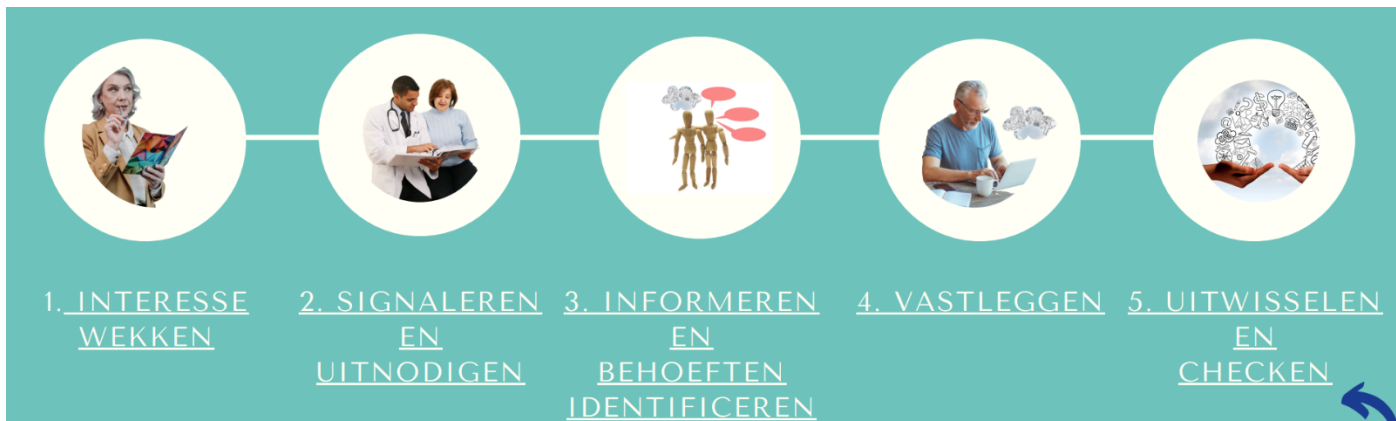 1. INTERESSE
WEKKEN
2. SIGNALEREN
EN
UITNODIGEN
3. INFORMEREN
EN
BEHOEFTEN
IDENTIFICEREN
4. VASTLEGGEN
5. UITWISSELEN
EN
CHECKEN